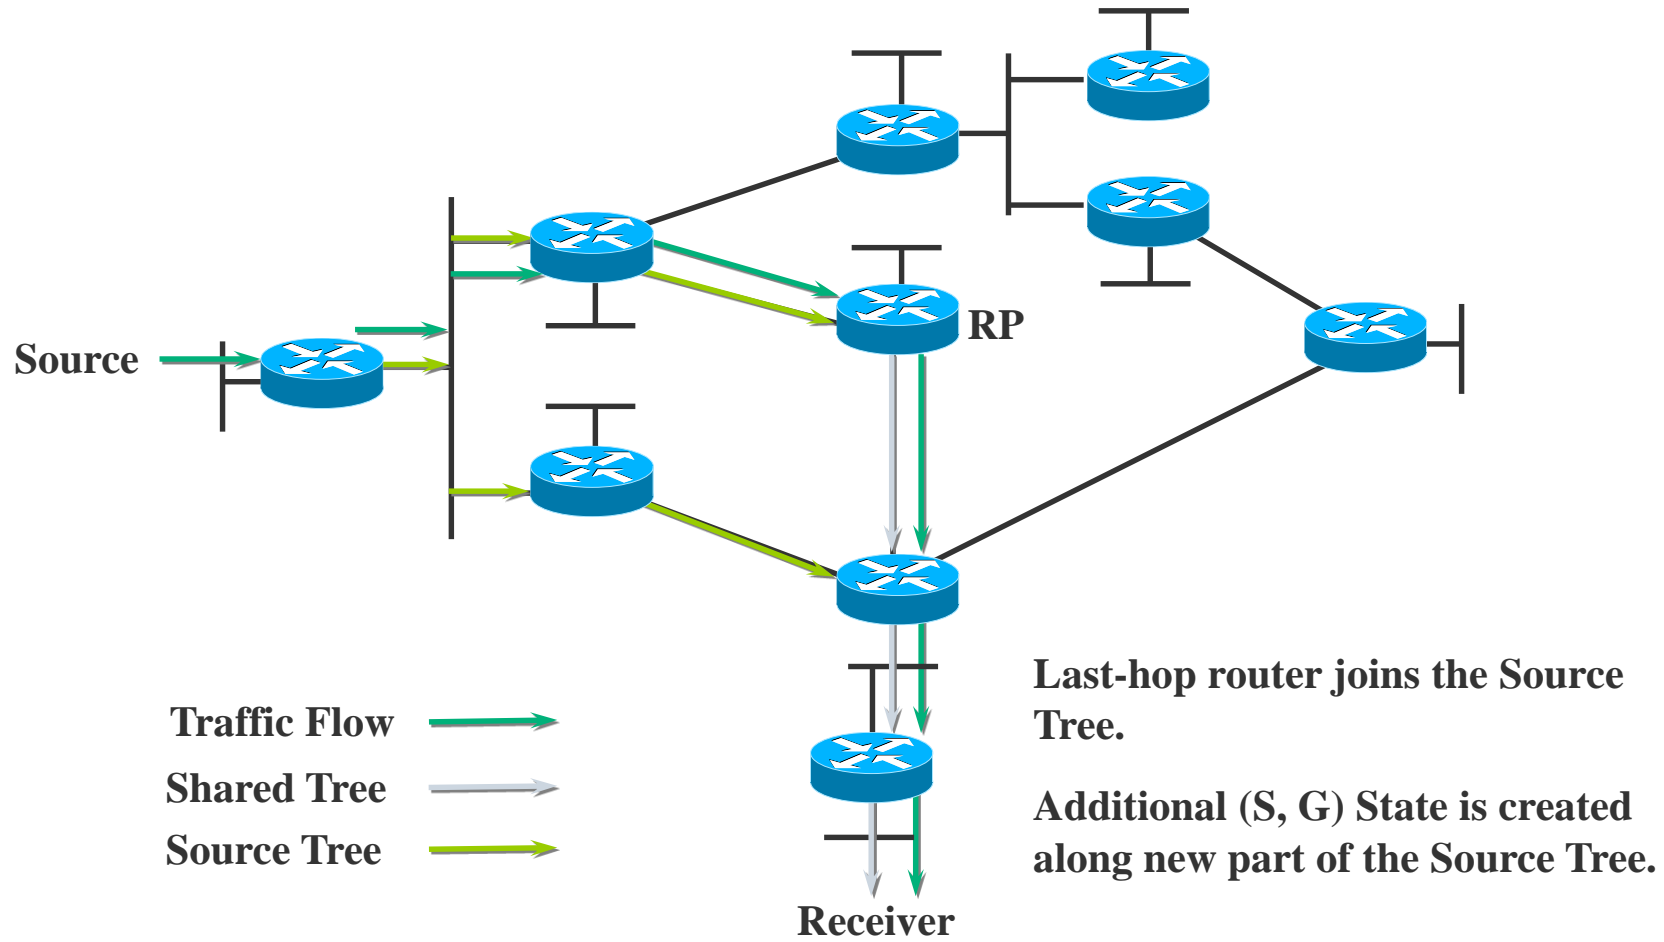 RP
Source
Last-hop router joins the Source
Tree.
Traffic Flow
Shared Tree
Source Tree
Additional (S, G) State is created
along new part of the Source Tree.
Receiver